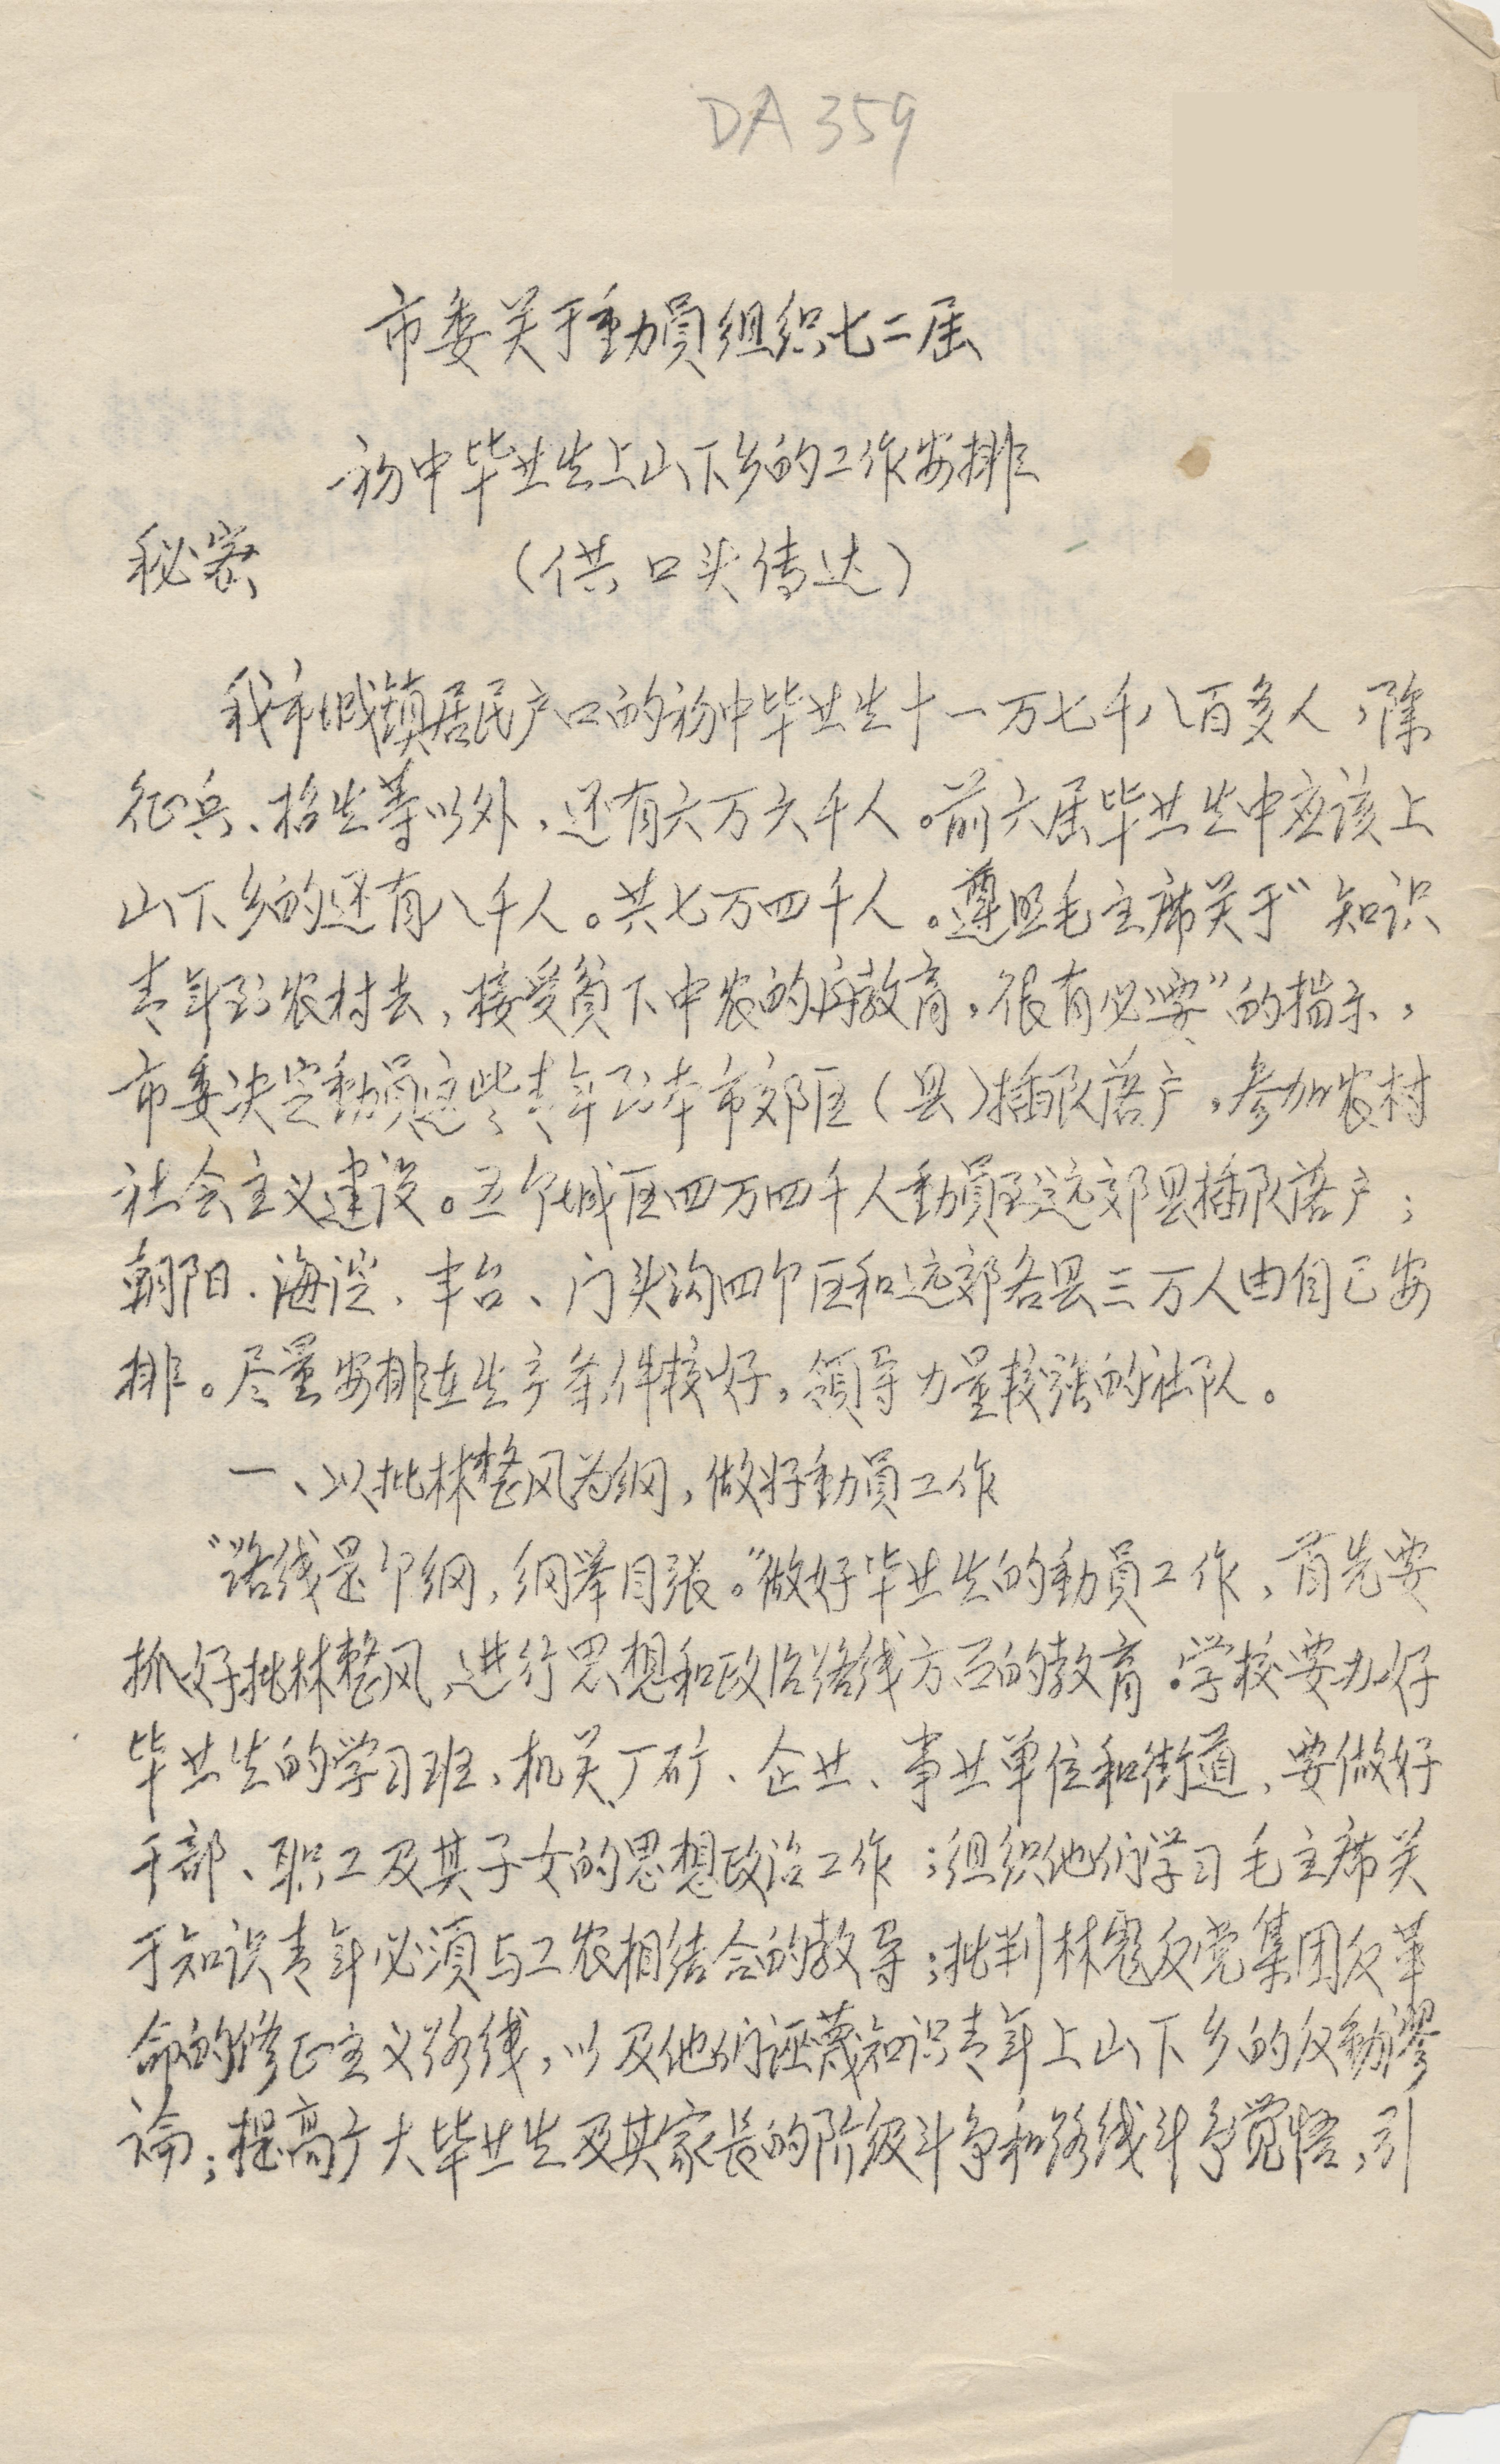 DA359
市委关于動員组织七二届
初中毕业生上山下乡的工作安排
秘密 （供口头传达）
我市城镇居民户口的初中毕业生十一万七千八百多人，除
征兵、招生等以外，还有六万六千人。前六届毕业生中应该上
山下乡的还有八千人。共七万四千人。遵照毛主席关于“知识
青年到农村去，接受贫下中农的再教育，很有必要”的指示，
市委决定動員这些青年到本市郊区（县）插队落户，参加农村
社会主义建设。五个城区四万四千人動員到远郊县插队落户；
朝阳、海淀、丰台、门头沟四个区和远郊各县三万人由自己安
排。尽量安排在生产条件较好，领导力量较强的社队。
一、以批林整风为纲，做好動員工作
“路线是个纲，纲举目张。”做好毕业生的動員工作，首先要
抓好批林整风，进行思想和政治路线方面的教育。学校要办好
毕业生的学习班，机关、厂矿、企业、事业单位和街道，要做好
干部、职工及其子女的思想政治工作；组织他们学习毛主席关
于知识青年必须与工农相结合的教导；批判林彪反党集团反革
命的修正主义路线，以及他们诬蔑知识青年上山下乡的反動谬
论；提高广大毕业生及其家长的阶级斗争和路线斗争觉悟，引